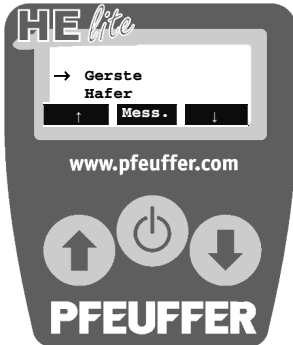 HE lite
→ Gerste
Hafer
↑ Mess. ↓
www.pfeuffer.com
PFEUFFER